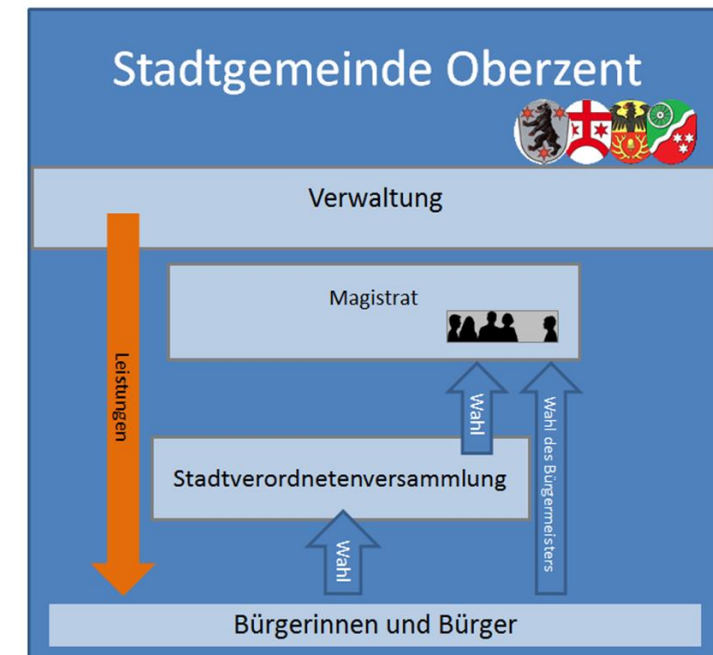 Stadtgemeinde Oberzent
Verwaltung
Magistrat
Leistungen
Wahl
Wahl des Bürgermeisters
Stadtverordnetenversammlung
Wahl
Bürgerinnen und Bürger